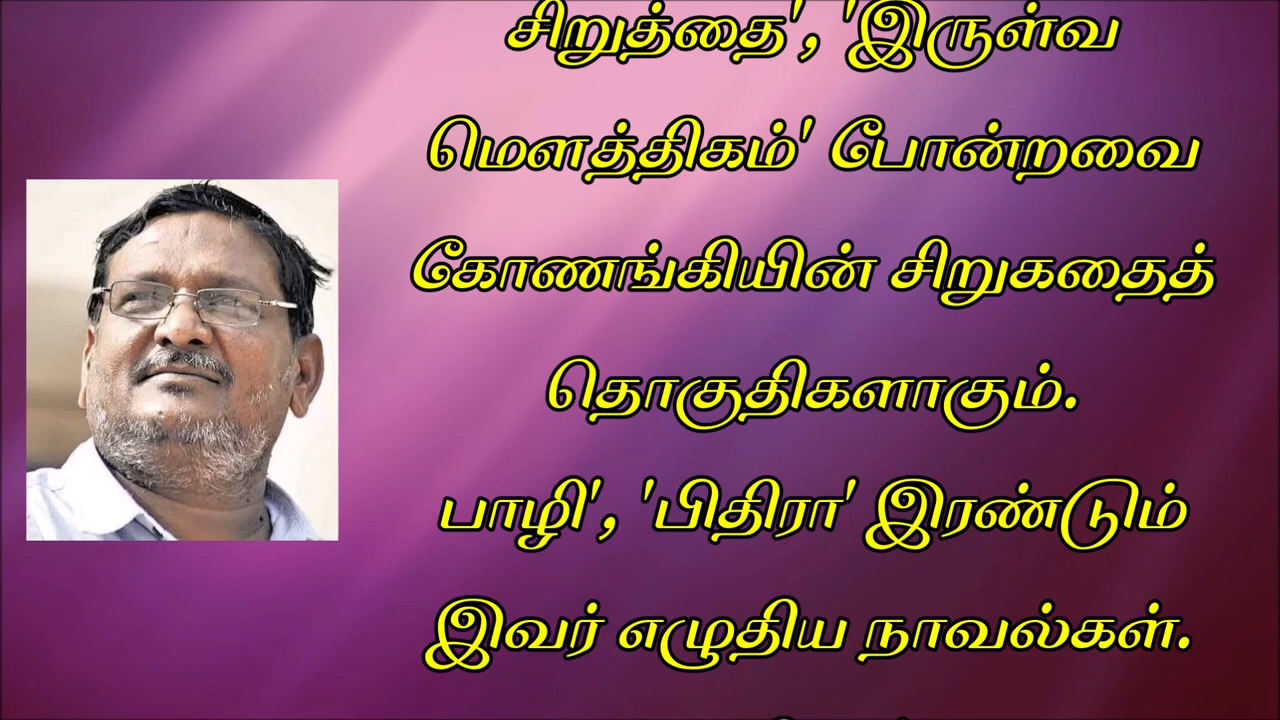 சிறுத்தை', 'இருள்வ
மௌத்திகம்' போன்றவை
கோணங்கியின் சிறுகதைத்
தொகுதிகளாகும்.
பாழி', 'பிதிரா' இரண்டும்
இவர் எழுதிய நாவல்கள்.